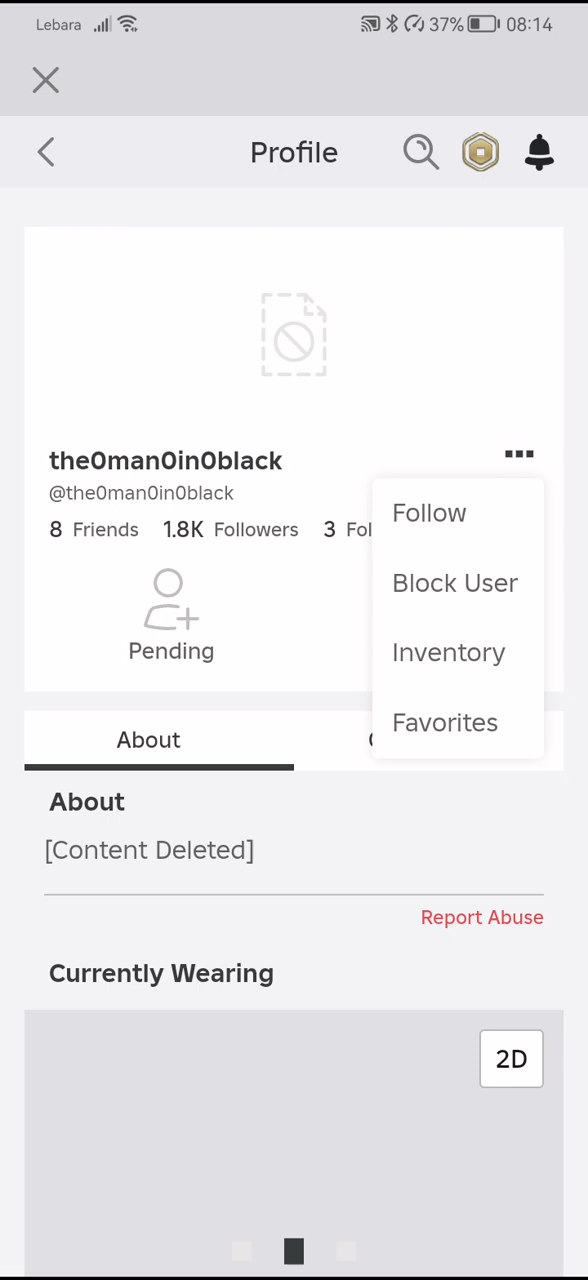 Lebara 37% 08:14
Profile
the0man0in0black
@the0man0in0black
8 Friends 1.8K Followers 3 Fol
Pending
Follow
Block User
Inventory
Favorites
About
About
[Content Deleted]
Report Abuse
Currently Wearing
2D